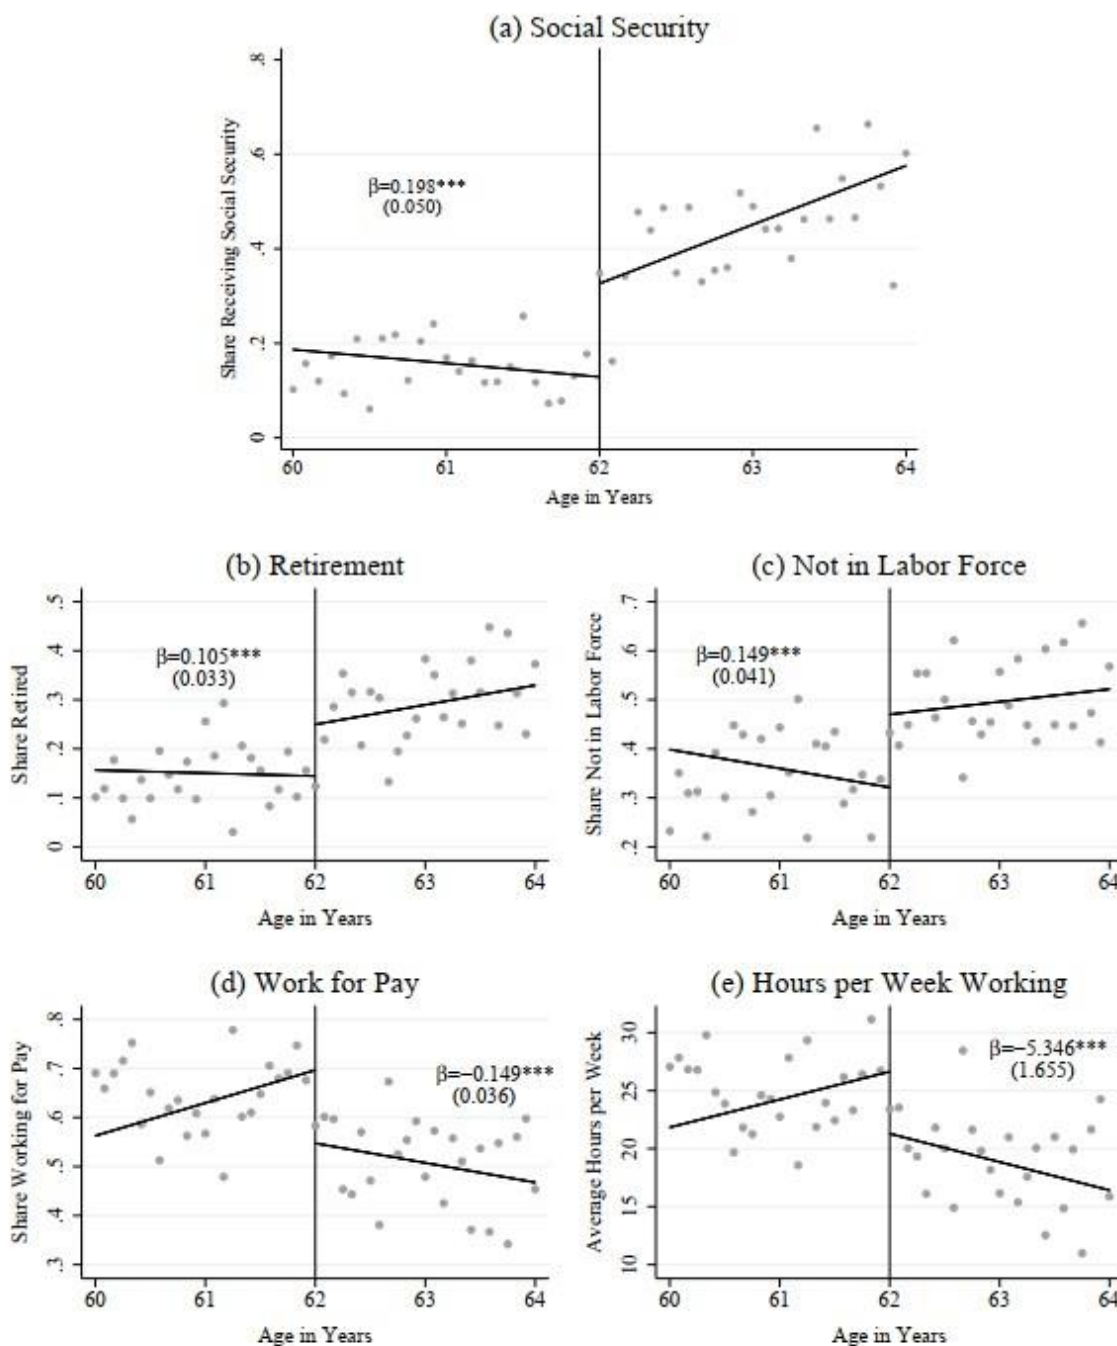 (a) Social Security
.8
.6
.4
.2
0
Share Receiving Social Security
β=0.198***
(0.050)
60 61 62 63 64
Age in Years
(b) Retirement
.5
.4
.3
.2
.1
0
Share Retired
β=0.105***
(0.033)
60 61 62 63 64
Age in Years
(c) Not in Labor Force
.7
.6
.5
.4
.3
.2
Share Not in Labor Force
β=0.149***
(0.041)
60 61 62 63 64
Age in Years
(d) Work for Pay
.8
.7
.6
.5
.4
.3
Share Working for Pay
β=−0.149***
(0.036)
60 61 62 63 64
Age in Years
(e) Hours per Week Working
30
25
20
15
10
Average Hours per Week
β=−5.346***
(1.655)
60 61 62 63 64
Age in Years